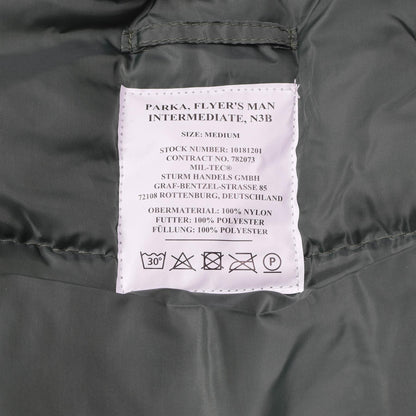 PARKA, FLYER'S MAN
INTERMEDIATE, N3B
SIZE: MEDIUM
STOCK NUMBER: 10181201
CONTRACT NO. 782073
MIL-TEC®
STURM HANDELS GMBH
GRAF-BENTZEL-STRASSE 85
72108 ROTTENBURG, DEUTSCHLAND
OBERMATERIAL: 100% NYLON
FUTTER: 100% POLYESTER
FÜLLUNG: 100% POLYESTER
30° P